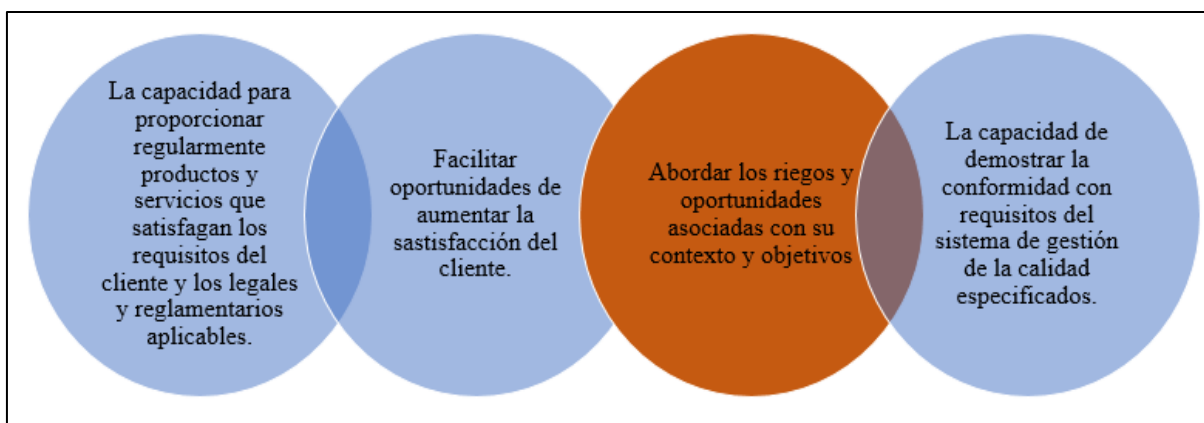 La capacidad para
proporcionar
regularmente
productos y
servicios que
satisfagan los
requisitos del
cliente y los legales
y reglamentarios
aplicables.
Facilitar
oportunidades de
aumentar la
sastisfacción del
cliente.
Abordar los riegos y
oportunidades
asociadas con su
contexto y objetivos
La capacidad de
demostrar la
conformidad con
requisitos del
sistema de gestión
de la calidad
especificados.